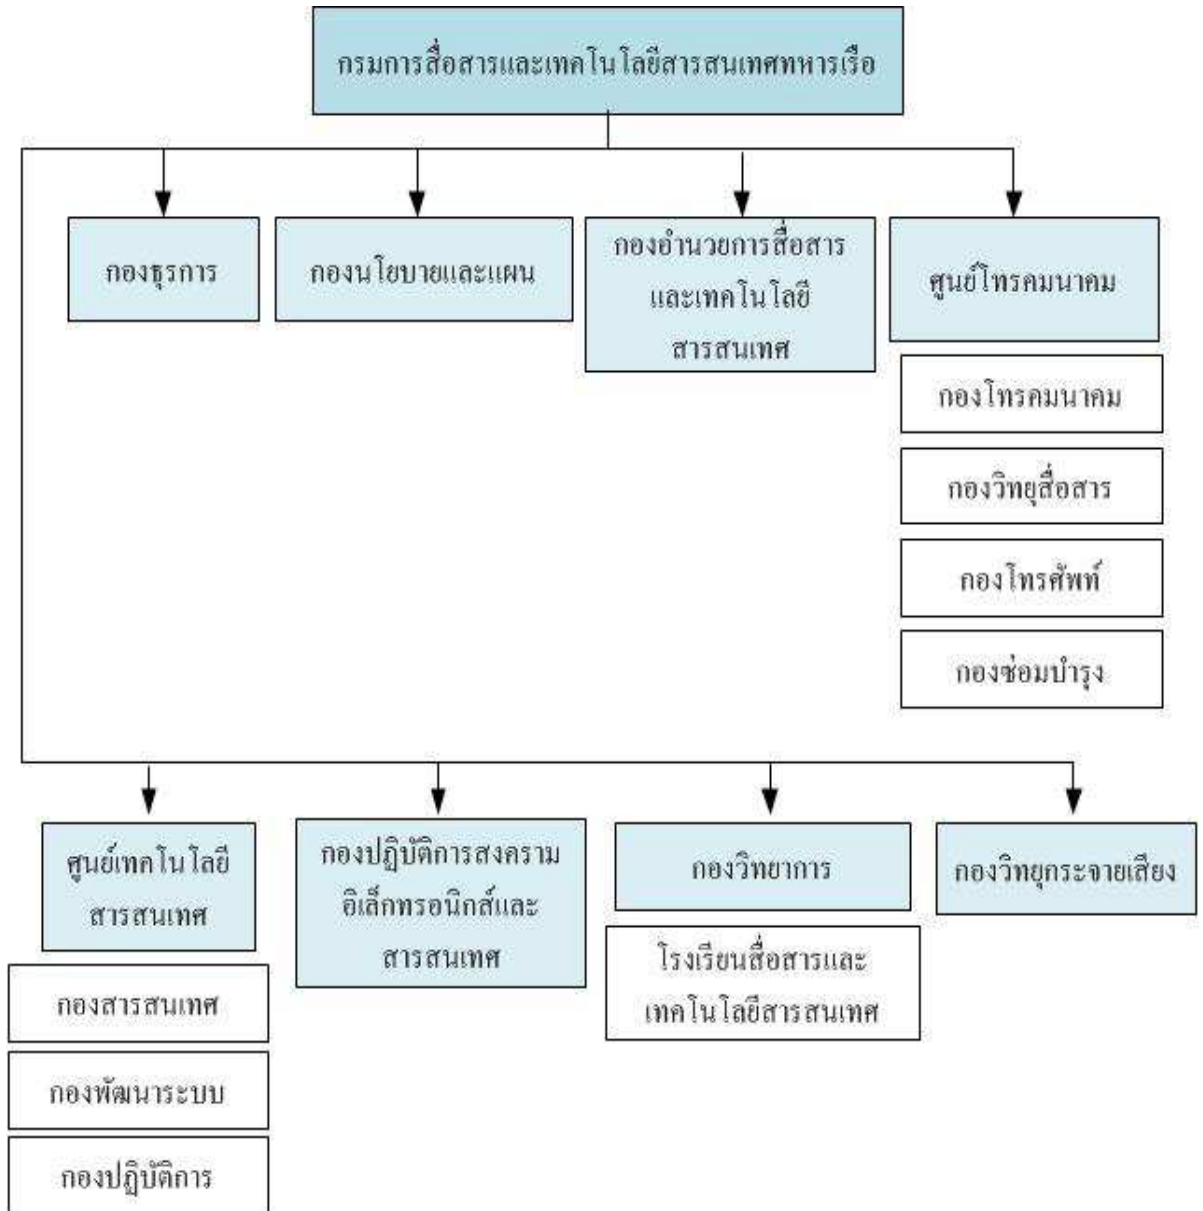 กรมการสื่อสารและเทคโนโลยีสารสนเทศทหารเรือ
กองธุรการ
กองนโยบายและแผน
กองอำนวยการสื่อสาร
และเทคโนโลยี
สารสนเทศ
ศูนย์โทรคมนาคม
กองโทรคมนาคม
กองวิทยุสื่อสาร
กองโทรศัพท์
กองซ่อมบำรุง
ศูนย์เทคโนโลยี
สารสนเทศ
กองสารสนเทศ
กองพัฒนาระบบ
กองปฏิบัติการ
กองปฏิบัติการสงคราม
อิเล็กทรอนิกส์และ
สารสนเทศ
กองวิทยาการ
โรงเรียนสื่อสารและ
เทคโนโลยีสารสนเทศ
กองวิทยุกระจายเสียง